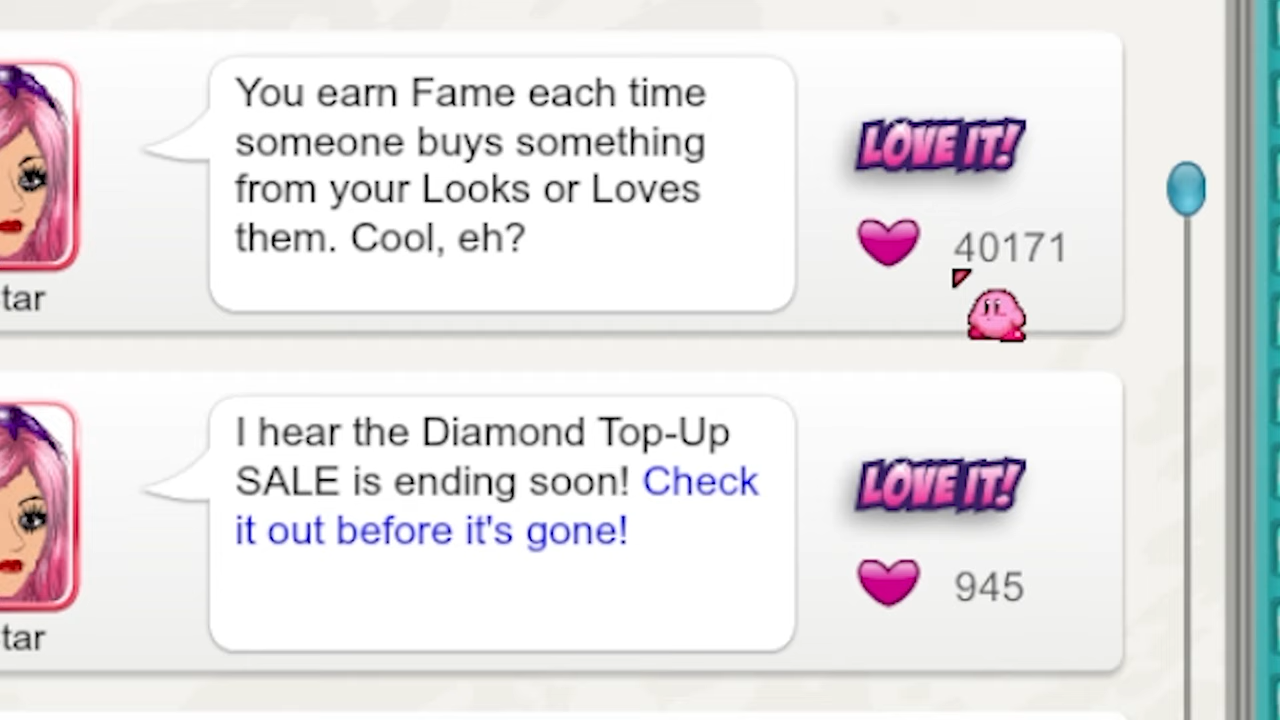 You earn Fame each time
someone buys something
from your Looks or Loves
them. Cool, eh?
LOVE IT!
40171
tar
I hear the Diamond Top-Up
SALE is ending soon! Check
it out before it's gone!
LOVE IT!
945
tar